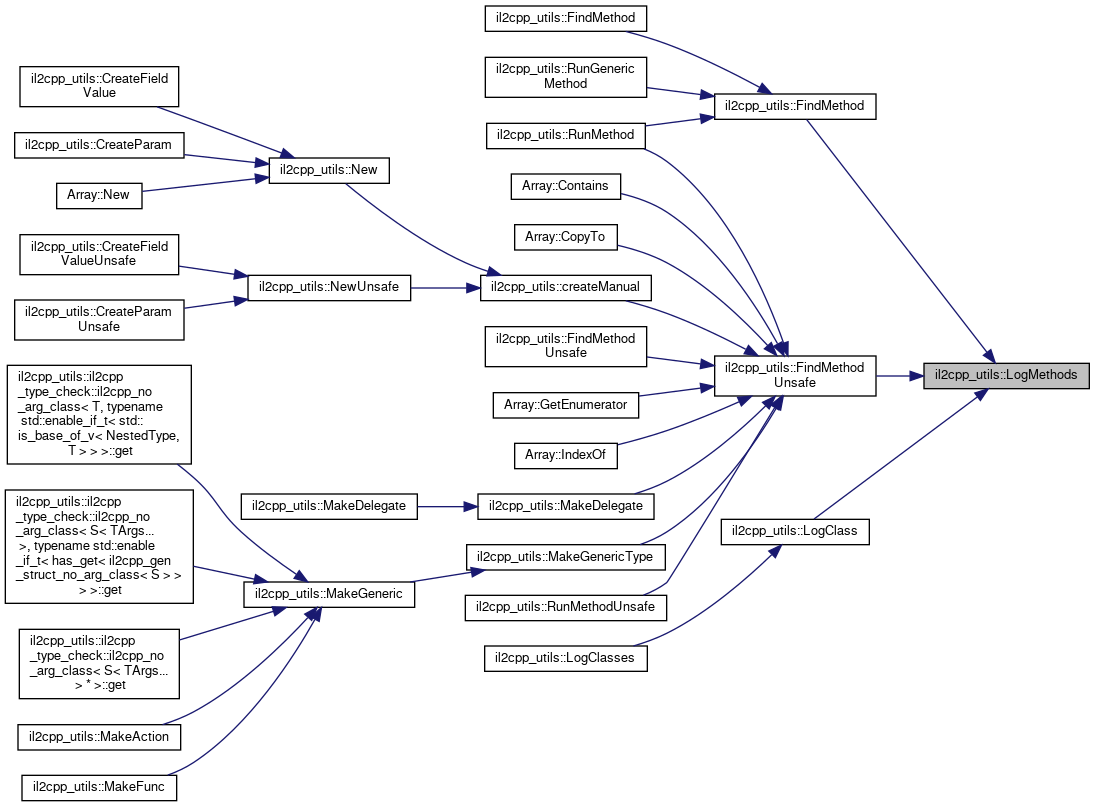 il2cpp_utils::FindMethod
il2cpp_utils::RunGeneric
Method
il2cpp_utils::FindMethod
il2cpp_utils::RunMethod
il2cpp_utils::CreateField
Value
il2cpp_utils::CreateParam
il2cpp_utils::New
Array::New
Array::Contains
Array::CopyTo
il2cpp_utils::CreateField
ValueUnsafe
il2cpp_utils::NewUnsafe
il2cpp_utils::createManual
il2cpp_utils::CreateParam
Unsafe
il2cpp_utils::FindMethod
Unsafe
il2cpp_utils::FindMethod
Unsafe
il2cpp_utils::LogMethods
Array::GetEnumerator
Array::IndexOf
il2cpp_utils::il2cpp
_type_check::il2cpp_no
_arg_class< T, typename
std::enable_if_t< std::
is_base_of_v< NestedType,
T > > >::get
il2cpp_utils::MakeDelegate
il2cpp_utils::MakeDelegate
il2cpp_utils::LogClass
il2cpp_utils::il2cpp
_type_check::il2cpp_no
_arg_class< S< TArgs...
>, typename std::enable
_if_t< has_get< il2cpp_gen
_struct_no_arg_class< S > >
> >::get
il2cpp_utils::MakeGenericType
il2cpp_utils::MakeGeneric
il2cpp_utils::RunMethodUnsafe
il2cpp_utils::LogClasses
il2cpp_utils::il2cpp
_type_check::il2cpp_no
_arg_class< S< TArgs...
> * >::get
il2cpp_utils::MakeAction
il2cpp_utils::MakeFunc